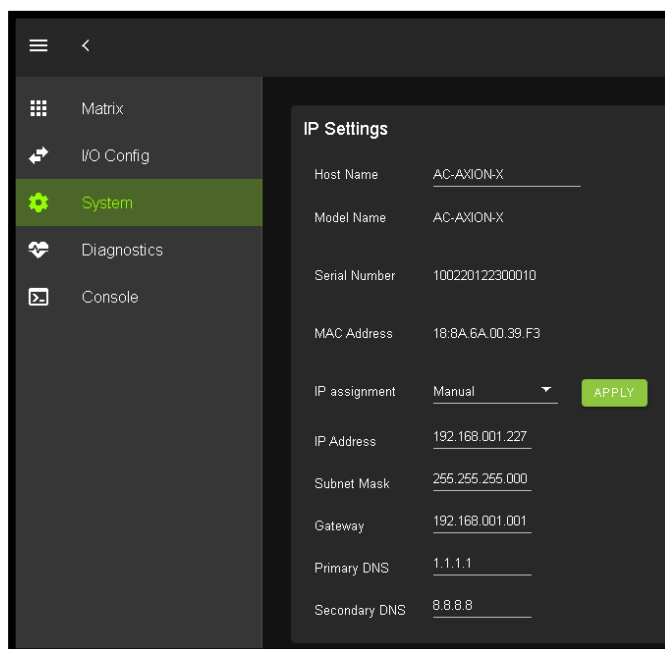 Matrix
I/O Config
System
Diagnostics
Console
IP Settings
Host Name AC-AXION-X
Model Name AC-AXION-X
Serial Number 100220122300010
MAC Address 18:8A.6A.00.39.F3
IP assignment Manual APPLY
IP Address 192.168.001.227
Subnet Mask 255.255.255.000
Gateway 192.168.001.001
Primary DNS 1.1.1.1
Secondary DNS 8.8.8.8